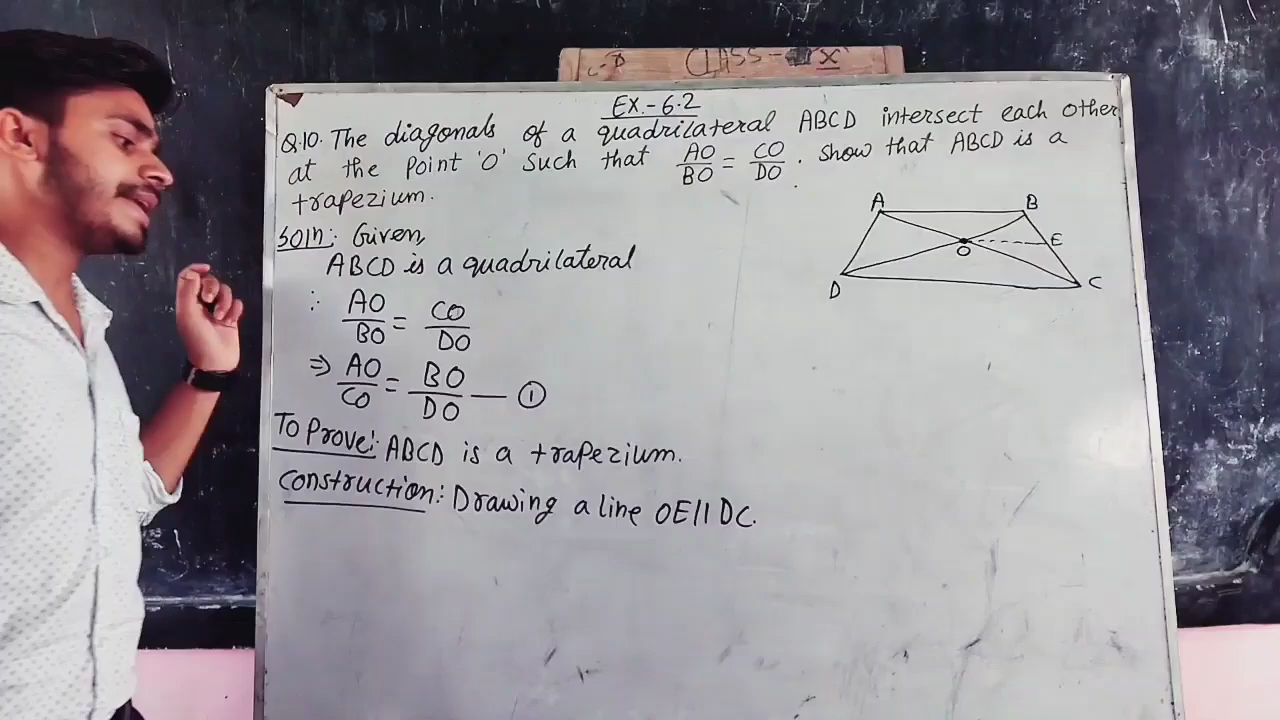 CLASS - X
EX.-6.2
Q.10. The diagonals of a quadrilateral ABCD intersect each other
at the Point 'O' Such that AO/BO = CO/DO. Show that ABCD is a
trapezium.
Soln: Given,
ABCD is a quadrilateral
∵ AO/BO = CO/DO
⇒ AO/CO = BO/DO — ①
To Prove: ABCD is a trapezium.
Construction: Drawing a line OE||DC.
A B
O E
D C